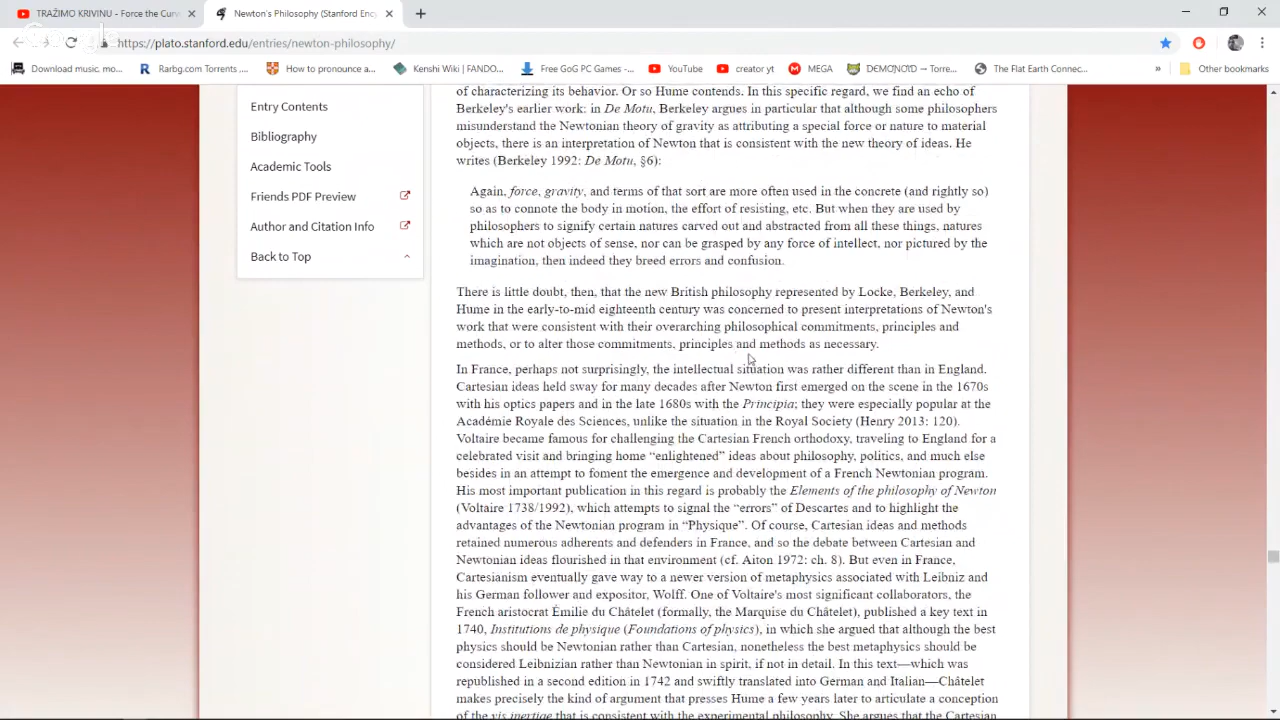 TRAŽIMO KRIVINU - Force the Curv
Newton's Philosophy (Stanford Ency
https://plato.stanford.edu/entries/newton-philosophy/
Download music, mo...
Rarbg.com Torrents ,...
How to pronounce a...
Kenshi Wiki | FANDO...
Free GoG PC Games -...
YouTube
creator yt
MEGA
DEMONOID — Torre...
The Flat Earth Connec...
»
Other bookmarks
Entry Contents
Bibliography
Academic Tools
Friends PDF Preview
Author and Citation Info
Back to Top
of characterizing its behavior. Or so Hume contends. In this specific regard, we find an echo of
Berkeley's earlier work: in De Motu, Berkeley argues in particular that although some philosophers
misunderstand the Newtonian theory of gravity as attributing a special force or nature to material
objects, there is an interpretation of Newton that is consistent with the new theory of ideas. He
writes (Berkeley 1992: De Motu, §6):
Again, force, gravity, and terms of that sort are more often used in the concrete (and rightly so)
so as to connote the body in motion, the effort of resisting, etc. But when they are used by
philosophers to signify certain natures carved out and abstracted from all these things, natures
which are not objects of sense, nor can be grasped by any force of intellect, nor pictured by the
imagination, then indeed they breed errors and confusion.
There is little doubt, then, that the new British philosophy represented by Locke, Berkeley, and
Hume in the early-to-mid eighteenth century was concerned to present interpretations of Newton's
work that were consistent with their overarching philosophical commitments, principles and
methods, or to alter those commitments, principles and methods as necessary.
In France, perhaps not surprisingly, the intellectual situation was rather different than in England.
Cartesian ideas held sway for many decades after Newton first emerged on the scene in the 1670s
with his optics papers and in the late 1680s with the Principia; they were especially popular at the
Académie Royale des Sciences, unlike the situation in the Royal Society (Henry 2013: 120).
Voltaire became famous for challenging the Cartesian French orthodoxy, traveling to England for a
celebrated visit and bringing home “enlightened” ideas about philosophy, politics, and much else
besides in an attempt to foment the emergence and development of a French Newtonian program.
His most important publication in this regard is probably the Elements of the philosophy of Newton
(Voltaire 1738/1992), which attempts to signal the “errors” of Descartes and to highlight the
advantages of the Newtonian program in “Physique”. Of course, Cartesian ideas and methods
retained numerous adherents and defenders in France, and so the debate between Cartesian and
Newtonian ideas flourished in that environment (cf. Aiton 1972: ch. 8). But even in France,
Cartesianism eventually gave way to a newer version of metaphysics associated with Leibniz and
his German follower and expositor, Wolff. One of Voltaire's most significant collaborators, the
French aristocrat Émilie du Châtelet (formally, the Marquise du Châtelet), published a key text in
1740, Institutions de physique (Foundations of physics), in which she argued that although the best
physics should be Newtonian rather than Cartesian, nonetheless the best metaphysics should be
considered Leibnizian rather than Newtonian in spirit, if not in detail. In this text—which was
republished in a second edition in 1742 and swiftly translated into German and Italian—Châtelet
makes precisely the kind of argument that presses Hume a few years later to articulate a conception
of the vis inertiae that is consistent with the experimental philosophy. She argues that the Cartesian